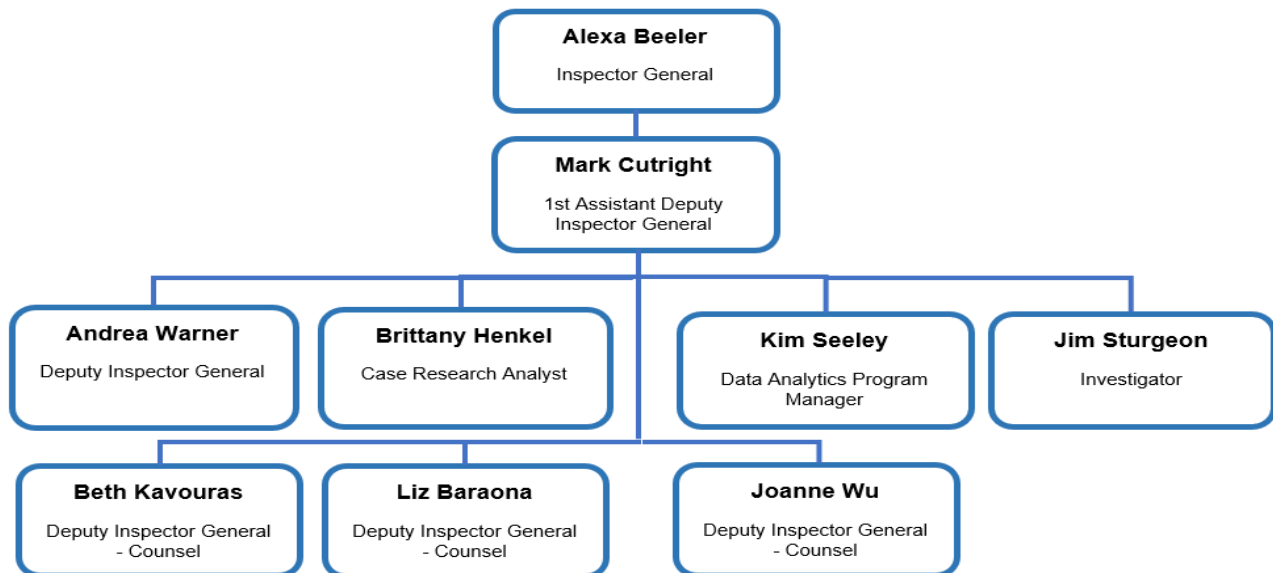 Alexa Beeler
Inspector General
Mark Cutright
1st Assistant Deputy
Inspector General
Andrea Warner
Deputy Inspector General
Brittany Henkel
Case Research Analyst
Kim Seeley
Data Analytics Program
Manager
Jim Sturgeon
Investigator
Beth Kavouras
Deputy Inspector General
- Counsel
Liz Baraona
Deputy Inspector General
- Counsel
Joanne Wu
Deputy Inspector General
- Counsel